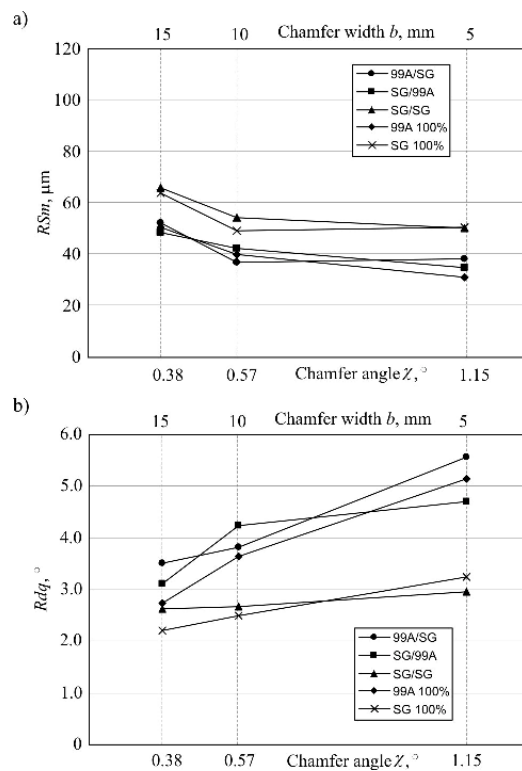 a)
15 10 Chamfer width b, mm 5
120
100
80
60
40
20
0
RSm, μm
99A/SG
SG/99A
SG/SG
99A 100%
SG 100%
0.38 0.57 Chamfer angle χ, ° 1.15
b)
15 10 Chamfer width b, mm 5
6.0
5.0
4.0
3.0
2.0
1.0
0
Rdq, °
99A/SG
SG/99A
SG/SG
99A 100%
SG 100%
0.38 0.57 Chamfer angle χ, ° 1.15